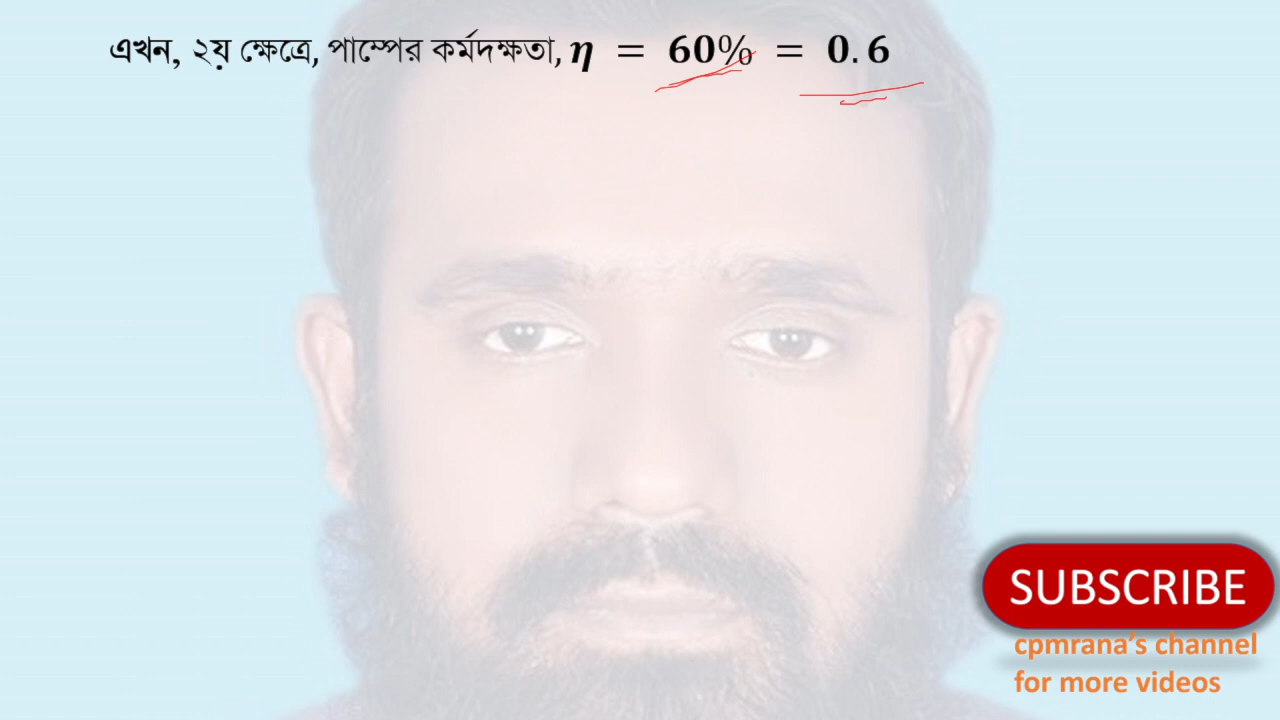 এখন, ২য় ক্ষেত্রে, পাম্পের কর্মদক্ষতা, η = 60% = 0.6
SUBSCRIBE
cpmrana's channel
for more videos